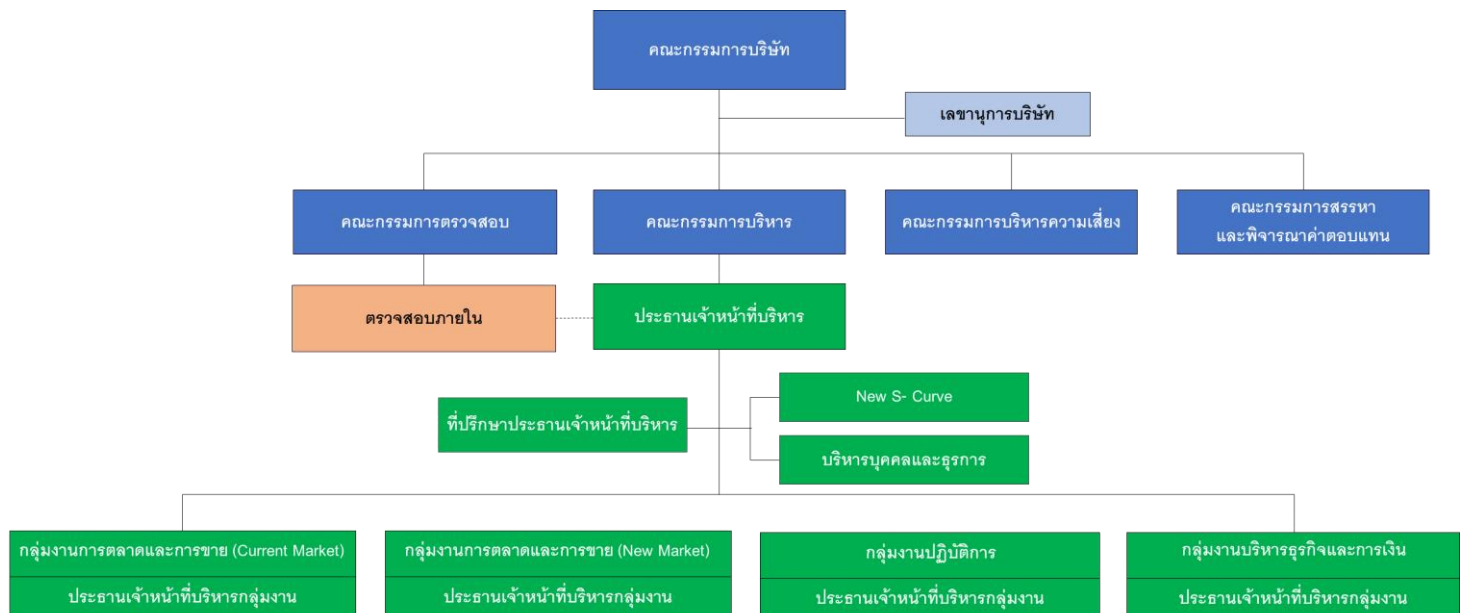 คณะกรรมการบริษัท
เลขานุการบริษัท
คณะกรรมการตรวจสอบ
คณะกรรมการบริหาร
คณะกรรมการบริหารความเสี่ยง
คณะกรรมการสรรหา
และพิจารณาค่าตอบแทน
ตรวจสอบภายใน
ประธานเจ้าหน้าที่บริหาร
New S- Curve
ที่ปรึกษาประธานเจ้าหน้าที่บริหาร
บริหารบุคคลและธุรการ
กลุ่มงานการตลาดและการขาย (Current Market)
กลุ่มงานการตลาดและการขาย (New Market)
กลุ่มงานปฏิบัติการ
กลุ่มงานบริหารธุรกิจและการเงิน
ประธานเจ้าหน้าที่บริหารกลุ่มงาน
ประธานเจ้าหน้าที่บริหารกลุ่มงาน
ประธานเจ้าหน้าที่บริหารกลุ่มงาน
ประธานเจ้าหน้าที่บริหารกลุ่มงาน